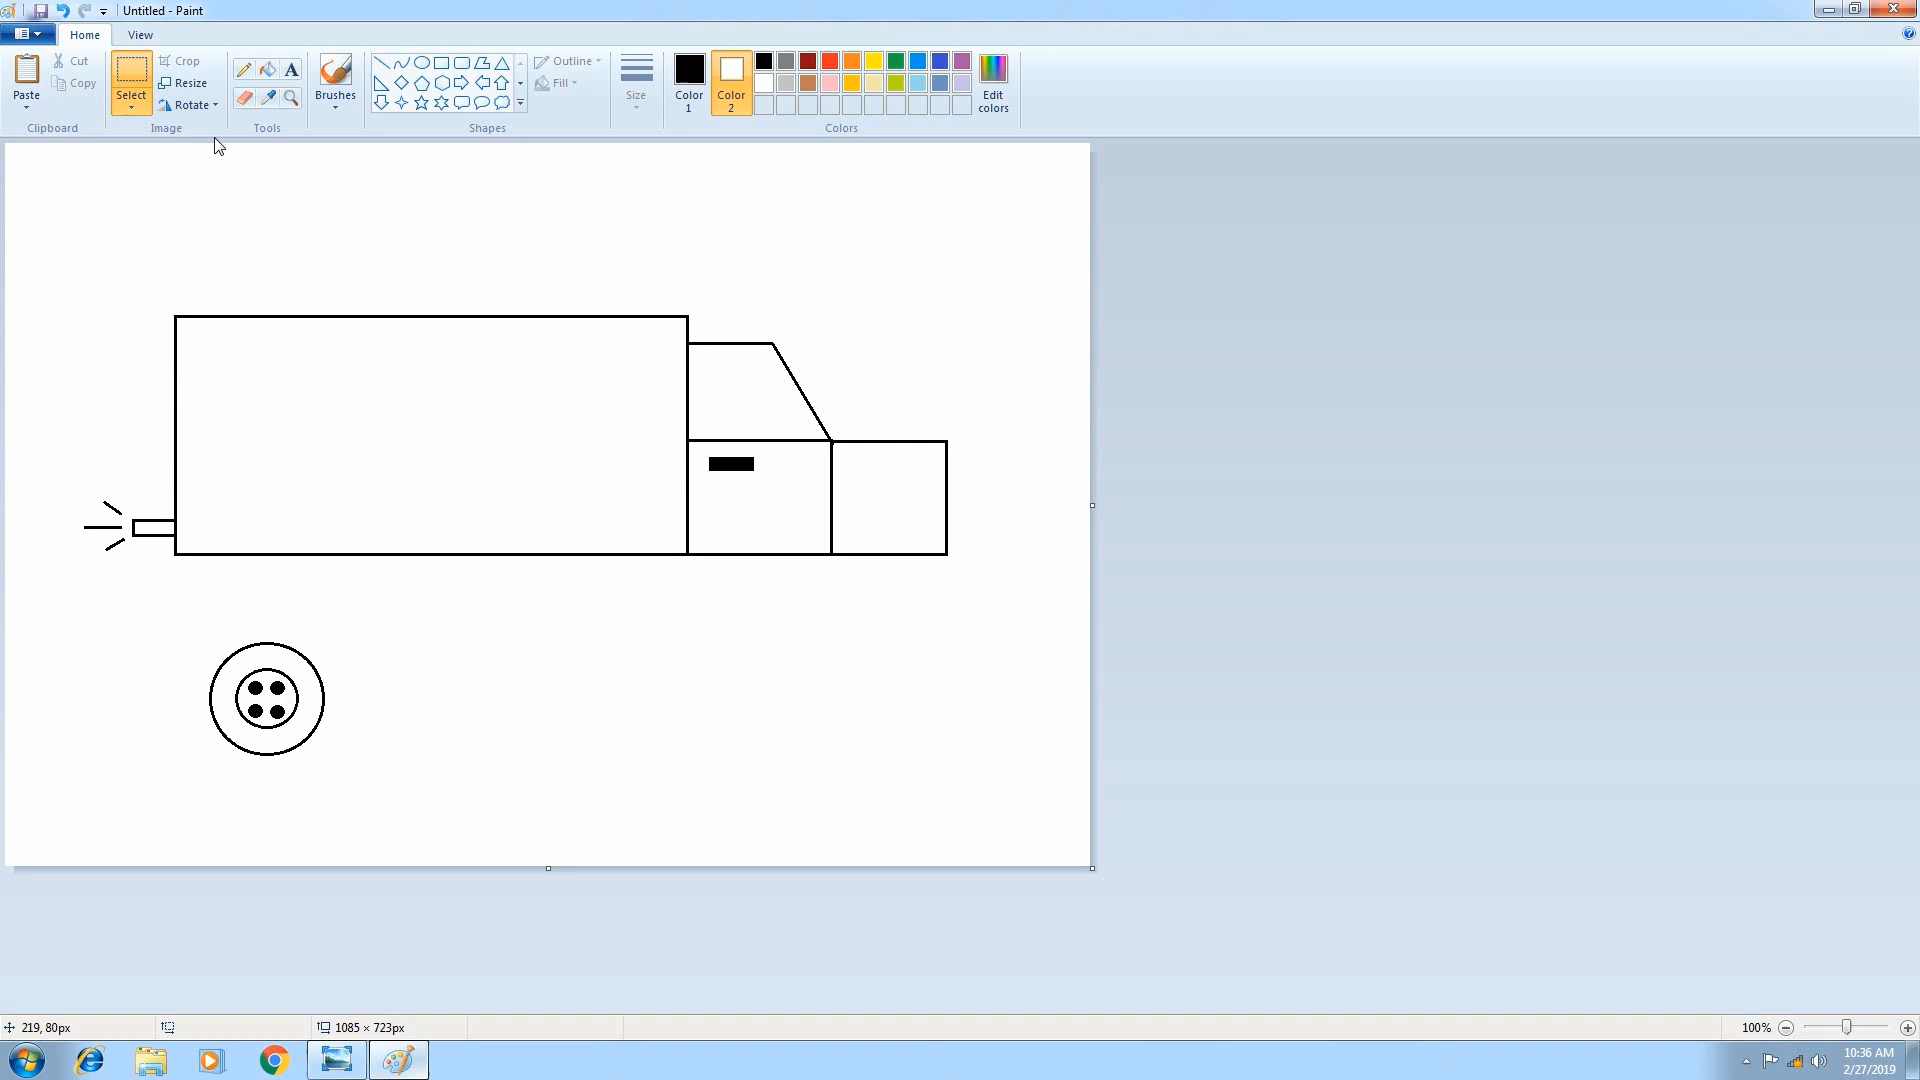 Untitled - Paint
Home View
Paste
Cut
Copy
Clipboard
Select
Crop
Resize
Rotate
Image
A
Tools
Brushes
Shapes
Outline
Fill
Size
Color 1
Color 2
Edit colors
Colors
219, 80px
1085 × 723px
100%
10:36 AM
2/27/2019